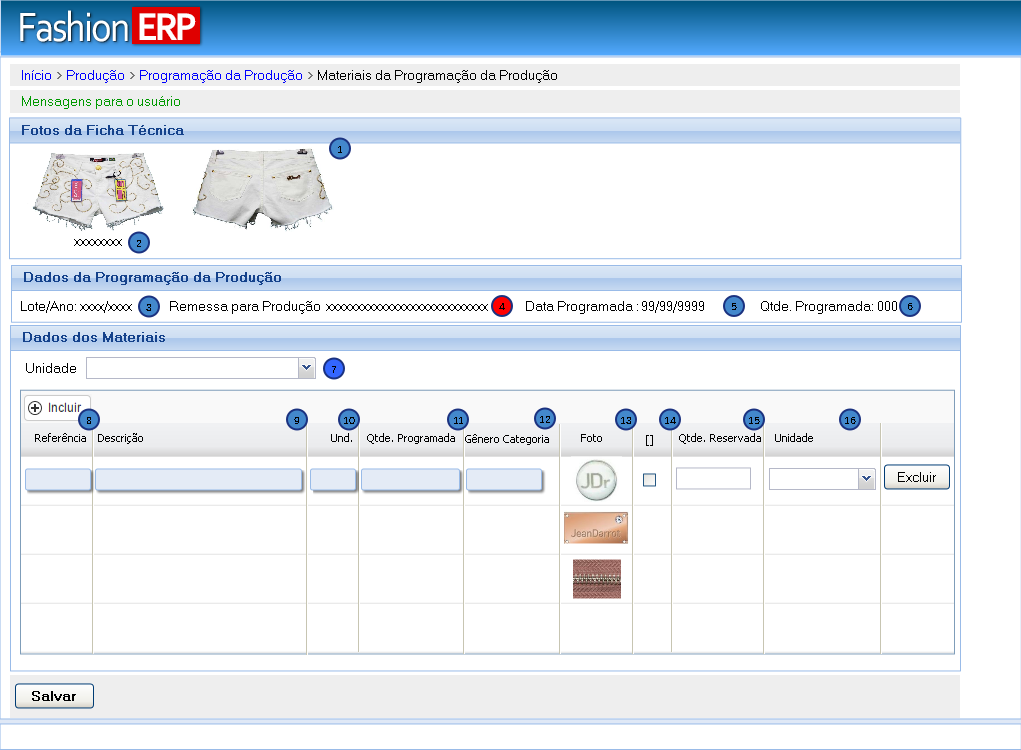 Fashion ERP
Início > Produção > Programação da Produção > Materiais da Programação da Produção
Mensagens para o usuário
Fotos da Ficha Técnica
1
xxxxxxxx 2
Dados da Programação da Produção
Lote/Ano: xxxx/xxxx 3 Remessa para Produção xxxxxxxxxxxxxxxxxxxxxxxxxx 4 Data Programada : 99/99/9999 5 Qtde. Programada: 000 6
Dados dos Materiais
Unidade 7
Incluir
8 9 10 11 12 13 14 15 16
Referência Descrição Und. Qtde. Programada Gênero Categoria Foto [] Qtde. Reservada Unidade
JDr Excluir
JeanDarrot
Salvar